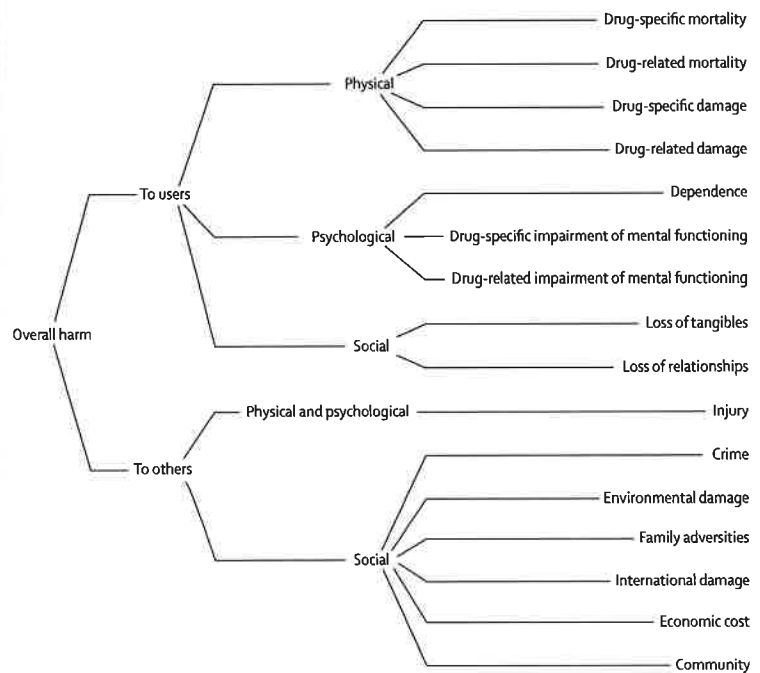 Drug-specific mortality
Drug-related mortality
Physical
Drug-specific damage
Drug-related damage
To users
Dependence
Psychological
Drug-specific impairment of mental functioning
Drug-related impairment of mental functioning
Loss of tangibles
Overall harm
Social
Loss of relationships
Physical and psychological
Injury
Crime
To others
Environmental damage
Family adversities
Social
International damage
Economic cost
Community